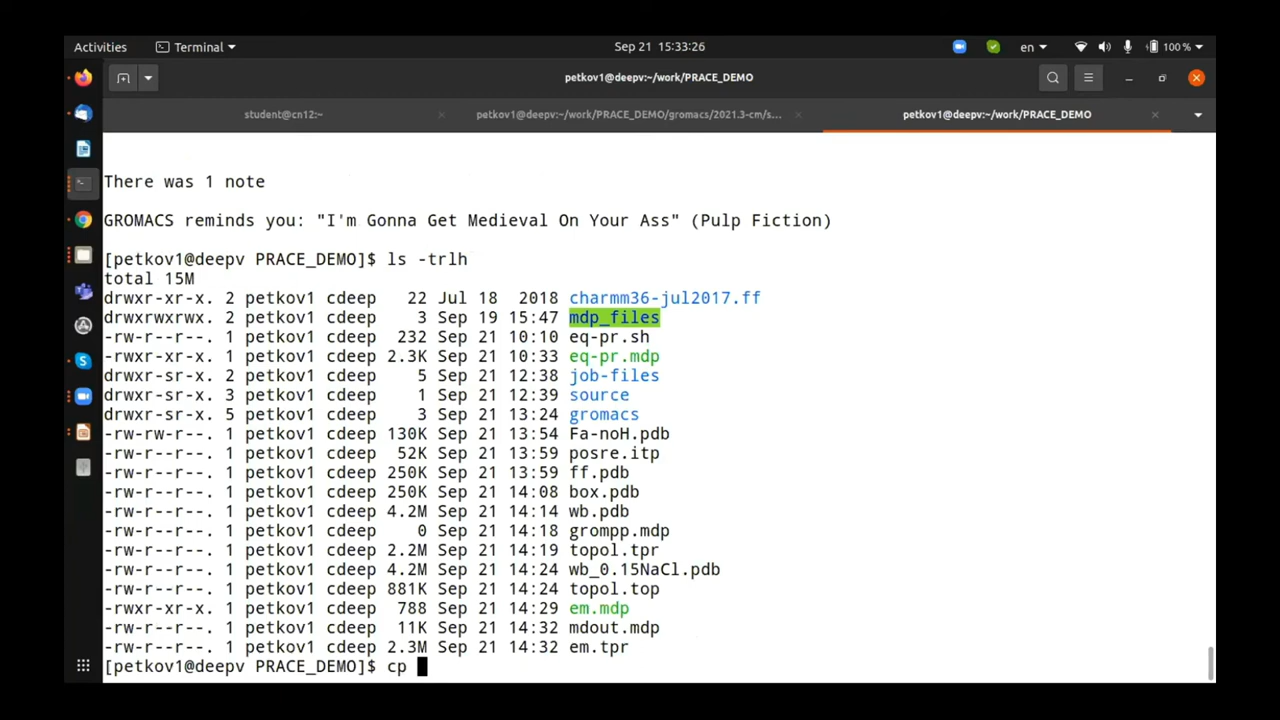 Activities Terminal Sep 21 15:33:26 en 100 %
petkov1@deepv:~/work/PRACE_DEMO
student@cn12:~ petkov1@deepv:~/work/PRACE_DEMO/gromacs/2021.3-cm/s... petkov1@deepv:~/work/PRACE_DEMO
There was 1 note
GROMACS reminds you: "I'm Gonna Get Medieval On Your Ass" (Pulp Fiction)
[petkov1@deepv PRACE_DEMO]$ ls -trlh
total 15M
drwxr-xr-x. 2 petkov1 cdeep 22 Jul 18 2018 charmm36-jul2017.ff
drwxrwxrwx. 2 petkov1 cdeep 3 Sep 19 15:47 mdp_files
-rw-r--r--. 1 petkov1 cdeep 232 Sep 21 10:10 eq-pr.sh
-rwxr-xr-x. 1 petkov1 cdeep 2.3K Sep 21 10:33 eq-pr.mdp
drwxr-sr-x. 2 petkov1 cdeep 5 Sep 21 12:38 job-files
drwxr-sr-x. 3 petkov1 cdeep 1 Sep 21 12:39 source
drwxr-sr-x. 5 petkov1 cdeep 3 Sep 21 13:24 gromacs
-rw-rw-r--. 1 petkov1 cdeep 130K Sep 21 13:54 Fa-noH.pdb
-rw-r--r--. 1 petkov1 cdeep 52K Sep 21 13:59 posre.itp
-rw-r--r--. 1 petkov1 cdeep 250K Sep 21 13:59 ff.pdb
-rw-r--r--. 1 petkov1 cdeep 250K Sep 21 14:08 box.pdb
-rw-r--r--. 1 petkov1 cdeep 4.2M Sep 21 14:14 wb.pdb
-rw-r--r--. 1 petkov1 cdeep 0 Sep 21 14:18 grompp.mdp
-rw-r--r--. 1 petkov1 cdeep 2.2M Sep 21 14:19 topol.tpr
-rw-r--r--. 1 petkov1 cdeep 4.2M Sep 21 14:24 wb_0.15NaCl.pdb
-rw-r--r--. 1 petkov1 cdeep 881K Sep 21 14:24 topol.top
-rwxr-xr-x. 1 petkov1 cdeep 788 Sep 21 14:29 em.mdp
-rw-r--r--. 1 petkov1 cdeep 11K Sep 21 14:32 mdout.mdp
-rw-r--r--. 1 petkov1 cdeep 2.3M Sep 21 14:32 em.tpr
[petkov1@deepv PRACE_DEMO]$ cp